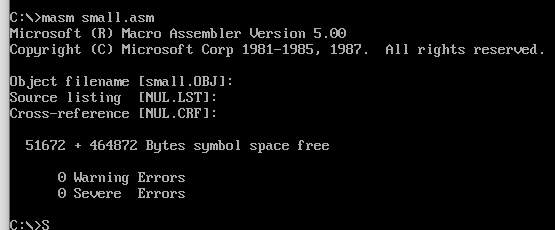 C:\>masm small.asm
Microsoft (R) Macro Assembler Version 5.00
Copyright (C) Microsoft Corp 1981-1985, 1987.  All rights reserved.
Object filename [small.OBJ]:
Source listing  [NUL.LST]:
Cross-reference [NUL.CRF]:
51672 + 464872 Bytes symbol space free
0 Warning Errors
0 Severe  Errors
C:\>S